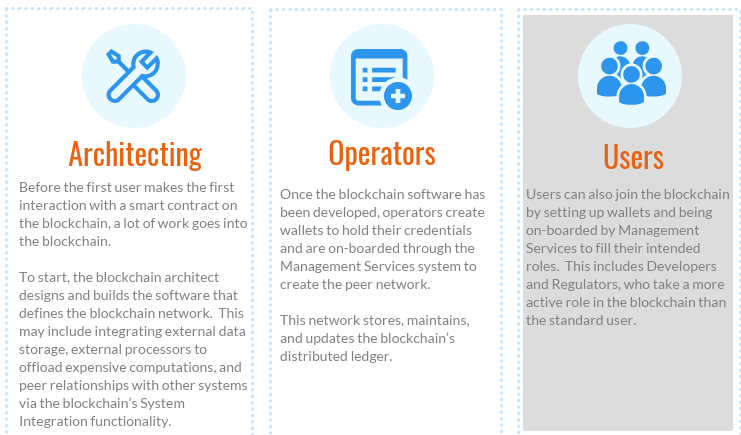 Architecting
Before the first user makes the first
interaction with a smart contract on
the blockchain, a lot of work goes into
the blockchain.
To start, the blockchain architect
designs and builds the software that
defines the blockchain network.  This
may include integrating external data
storage, external processors to
offload expensive computations, and
peer relationships with other systems
via the blockchain's System
Integration functionality.
Operators
Once the blockchain software has
been developed, operators create
wallets to hold their credentials
and are on-boarded through the
Management Services system to
create the peer network.
This network stores, maintains,
and updates the blockchain's
distributed ledger.
Users
Users can also join the blockchain
by setting up wallets and being
on-boarded by Management
Services to fill their intended
roles.  This includes Developers
and Regulators, who take a more
active role in the blockchain than
the standard user.